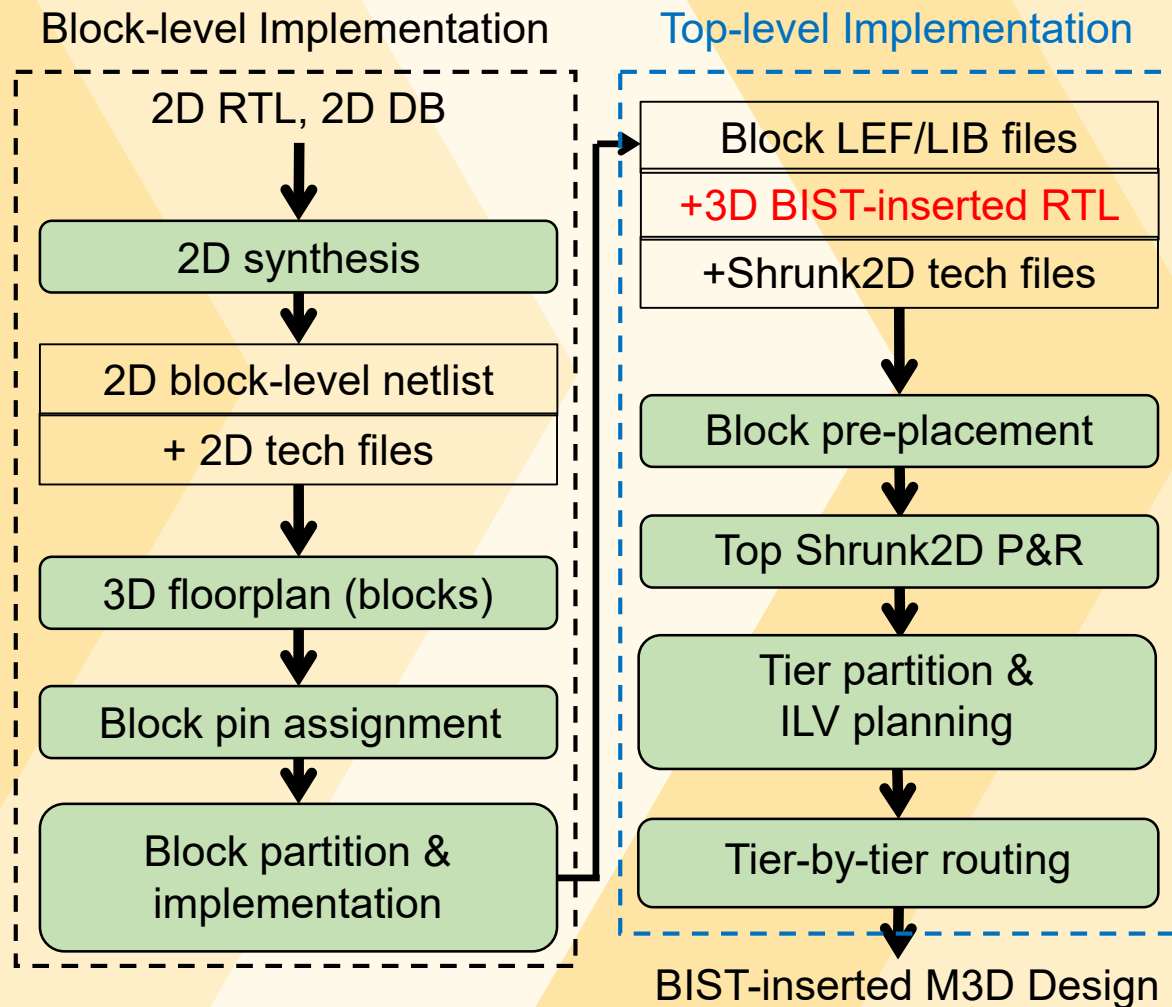 Block-level Implementation
2D RTL, 2D DB
2D synthesis
2D block-level netlist
+ 2D tech files
3D floorplan (blocks)
Block pin assignment
Block partition &
implementation
Top-level Implementation
Block LEF/LIB files
+3D BIST-inserted RTL
+Shrunk2D tech files
Block pre-placement
Top Shrunk2D P&R
Tier partition &
ILV planning
Tier-by-tier routing
BIST-inserted M3D Design